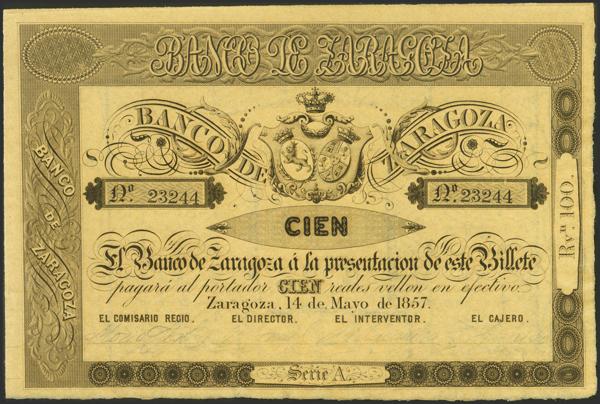 BANCO DE ZARAGOZA
BANCO DE ZARAGOZA
BANCO DE ZARAGOZA
Nº. 23244
Nº. 23244
CIEN
El Banco de Zaragoza á la presentacion de este Billete
pagará al portador CIEN reales vellon en efectivo.
Zaragoza, 14 de Mayo de 1857.
EL COMISARIO REGIO. EL DIRECTOR. EL INTERVENTOR. EL CAJERO.
Rvn. 100.
Serie A.